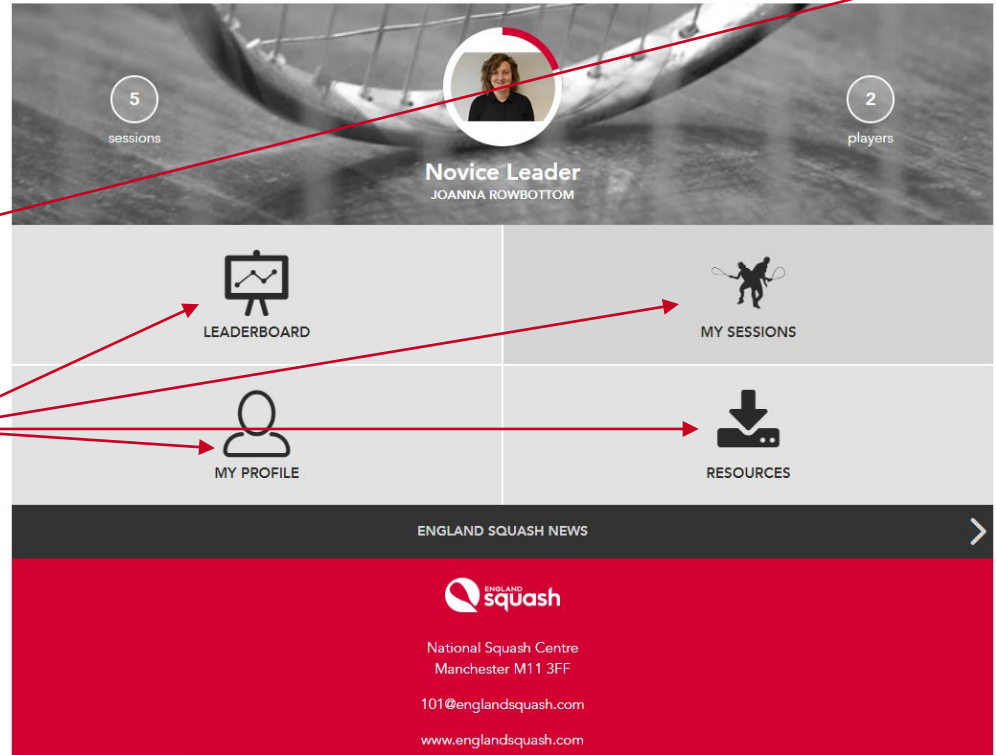 5
sessions
2
players
Novice Leader
JOANNA ROWBOTTOM
LEADERBOARD
MY SESSIONS
MY PROFILE
RESOURCES
ENGLAND SQUASH NEWS
ENGLAND
squash
National Squash Centre
Manchester M11 3FF
101@englandsquash.com
www.englandsquash.com